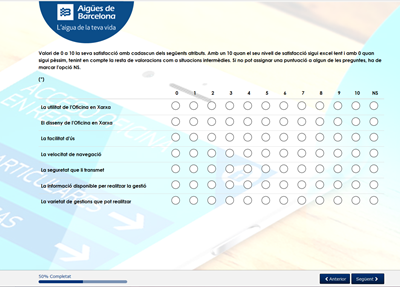 Aigües de
Barcelona
L'aigua de la teva vida
Valori de 0 a 10 la seva satisfacció amb cadascun dels següents atributs. Amb un 10 quan el seu nivell de satisfacció sigui excel·lent i amb 0 quan
sigui pèssim, tenint en compte la resta de valoracions com a situacions intermèdies. Si no pot assignar una puntuació a algun de les preguntes, ha de
marcar l'opció NS.
(*)
0 1 2 3 4 5 6 7 8 9 10 NS
La utilitat de l'Oficina en Xarxa
El disseny de l'Oficina en Xarxa
La facilitat d'ús
La velocitat de navegació
La seguretat que li transmet
La informació disponible per realitzar la gestió
La varietat de gestions que pot realitzar
50% Completat
Anterior Següent